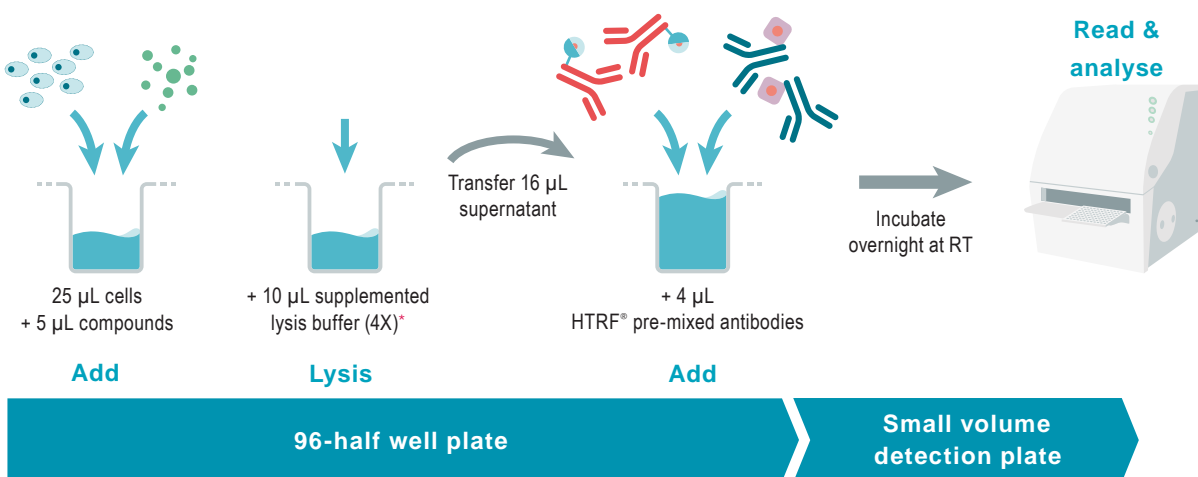 25 µL cells
+ 5 µL compounds
Add
+ 10 µL supplemented
lysis buffer (4X)*
Lysis
Transfer 16 µL
supernatant
+ 4 µL
HTRF® pre-mixed antibodies
Add
Incubate
overnight at RT
Read &
analyse
96-half well plate
Small volume
detection plate